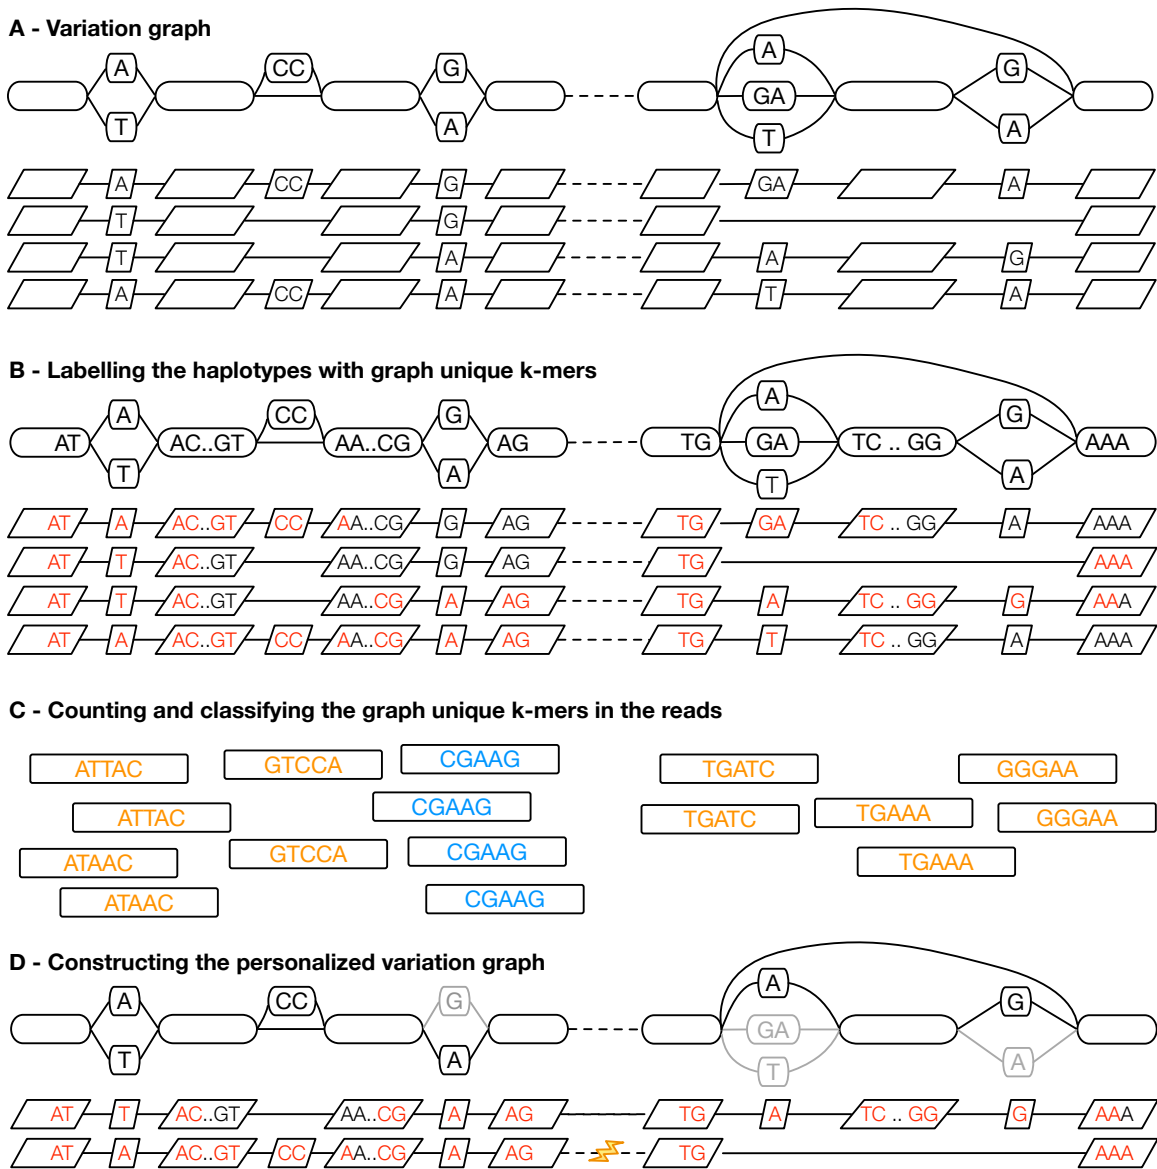 A - Variation graph
A CC G A G
GA
T A T A
A CC G GA A
T G
T A A G
A CC A T A
B - Labelling the haplotypes with graph unique k-mers
A CC G A G
AT AC..GT AA..CG AG TG GA TC .. GG AAA
T A T A
AT A AC..GT CC AA..CG G AG TG GA TC .. GG A AAA
AT T AC..GT AA..CG G AG TG AAA
AT T AC..GT AA..CG A AG TG A TC .. GG G AAA
AT A AC..GT CC AA..CG A AG TG T TC .. GG A AAA
C - Counting and classifying the graph unique k-mers in the reads
ATTAC GTCCA CGAAG TGATC GGGAA
ATTAC CGAAG TGATC TGAAA GGGAA
ATAAC GTCCA CGAAG TGAAA
ATAAC CGAAG
D - Constructing the personalized variation graph
A CC G A G
GA
T A T A
AT T AC..GT AA..CG A AG TG A TC .. GG G AAA
AT A AC..GT CC AA..CG A AG TG AAA